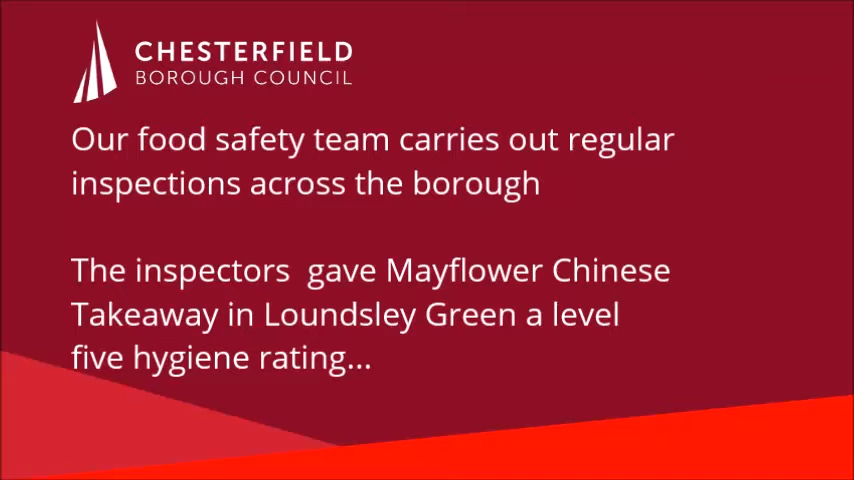 CHESTERFIELD
BOROUGH COUNCIL
Our food safety team carries out regular
inspections across the borough
The inspectors  gave Mayflower Chinese
Takeaway in Loundsley Green a level
five hygiene rating...